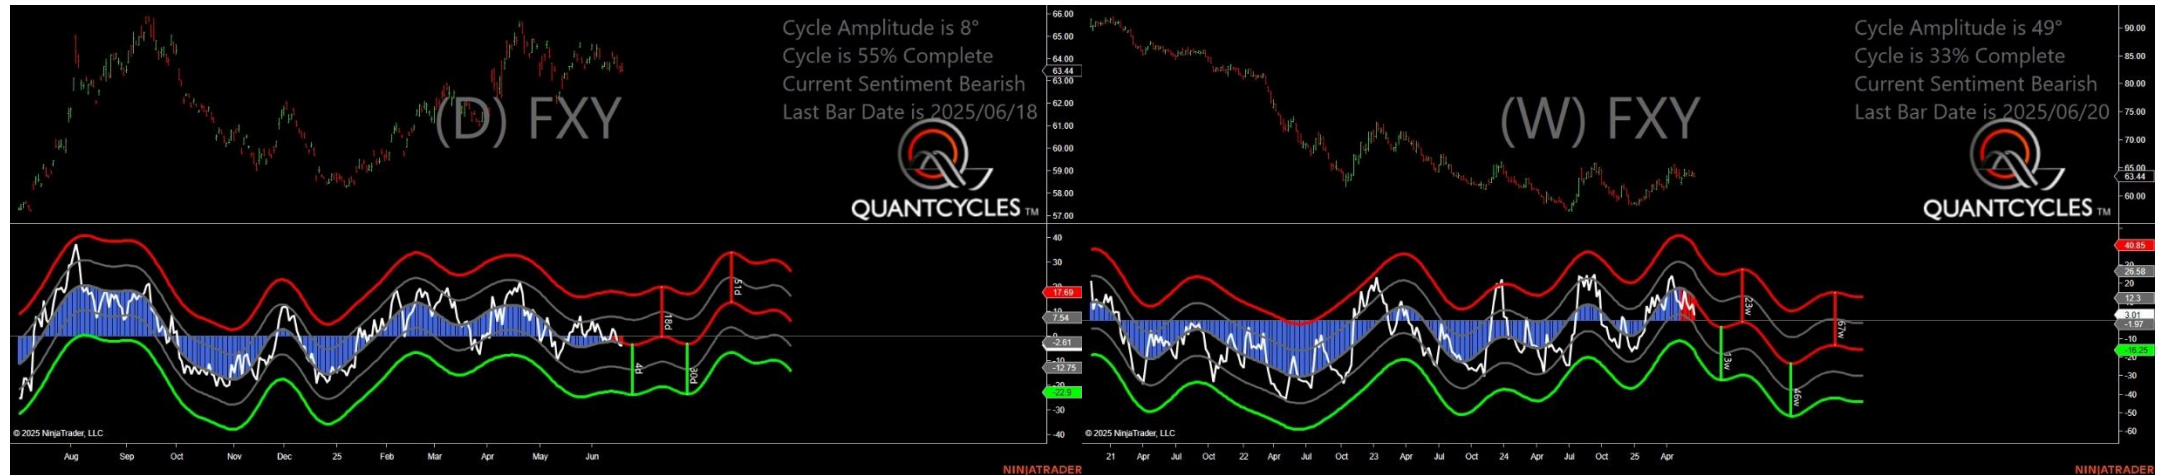 Cycle Amplitude is 8°
Cycle is 55% Complete
Current Sentiment Bearish
Last Bar Date is 2025/06/18
(D) FXY
QUANTCYCLES TM
66.00
65.00
64.00
63.44
63.00
62.00
61.00
60.00
59.00
58.00
57.00
40
30
17.69
10
7.54
0
-2.61
-10
-12.75
-22.9
-30
-40
4d
18d
30d
51d
© 2025 NinjaTrader, LLC
Aug Sep Oct Nov Dec 25 Feb Mar Apr May Jun
NINJATRADER
Cycle Amplitude is 49°
Cycle is 33% Complete
Current Sentiment Bearish
Last Bar Date is 2025/06/20
(W) FXY
QUANTCYCLES TM
90.00
85.00
80.00
75.00
70.00
65.00
63.44
60.00
40.85
26.58
12.3
3.01
-1.97
-10
-16.25
-30
-40
-50
-60
13w
23w
46w
67w
© 2025 NinjaTrader, LLC
21 Apr Jul Oct 22 Apr Jul Oct 23 Apr Jul Oct 24 Apr Jul Oct 25 Apr
NINJATRADER